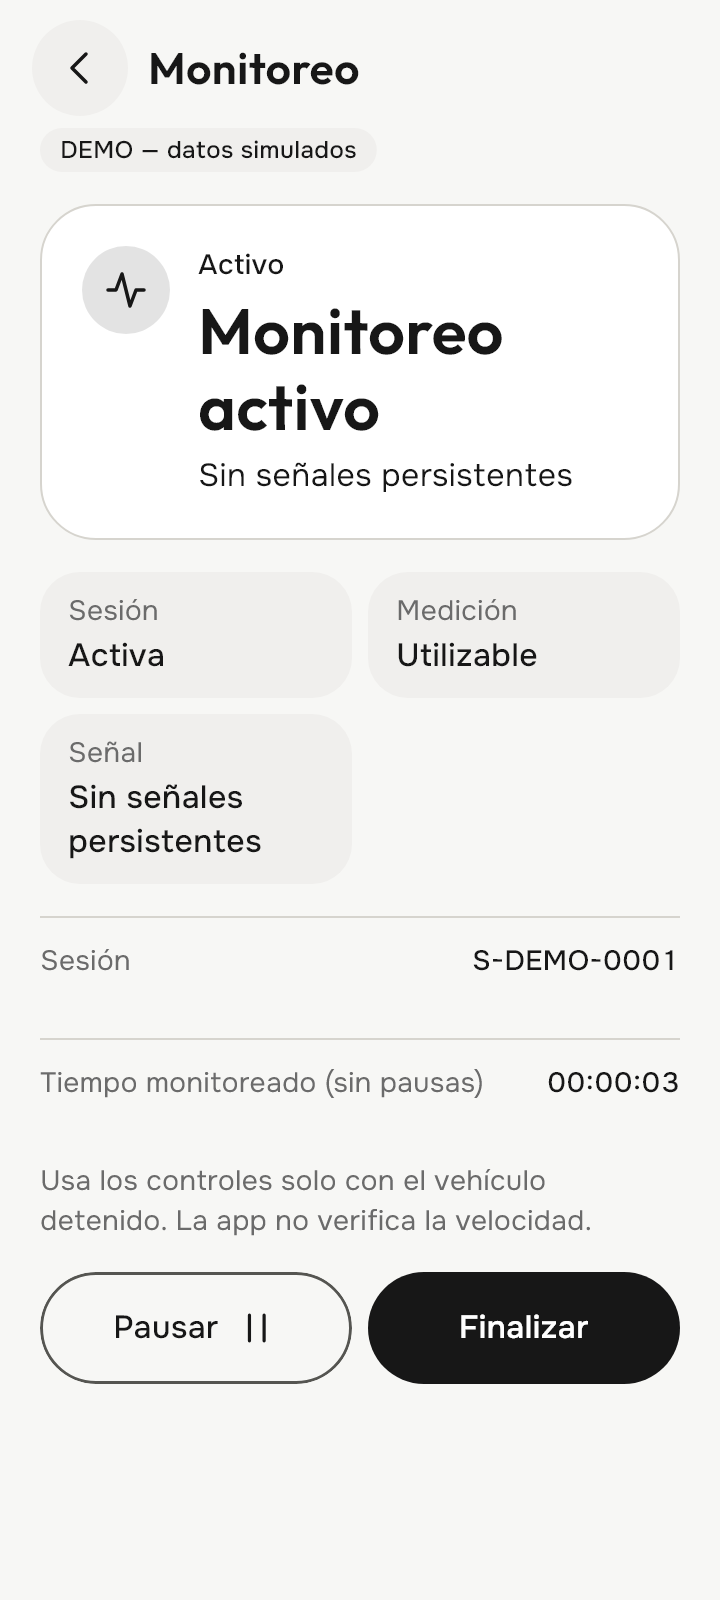 Monitoreo
DEMO — datos simulados
Activo
Monitoreo
activo
Sin señales persistentes
Sesión
Activa
Medición
Utilizable
Señal
Sin señales
persistentes
Sesión
S-DEMO-0001
Tiempo monitoreado (sin pausas)
00:00:03
Usa los controles solo con el vehículo
detenido. La app no verifica la velocidad.
Pausar
Finalizar